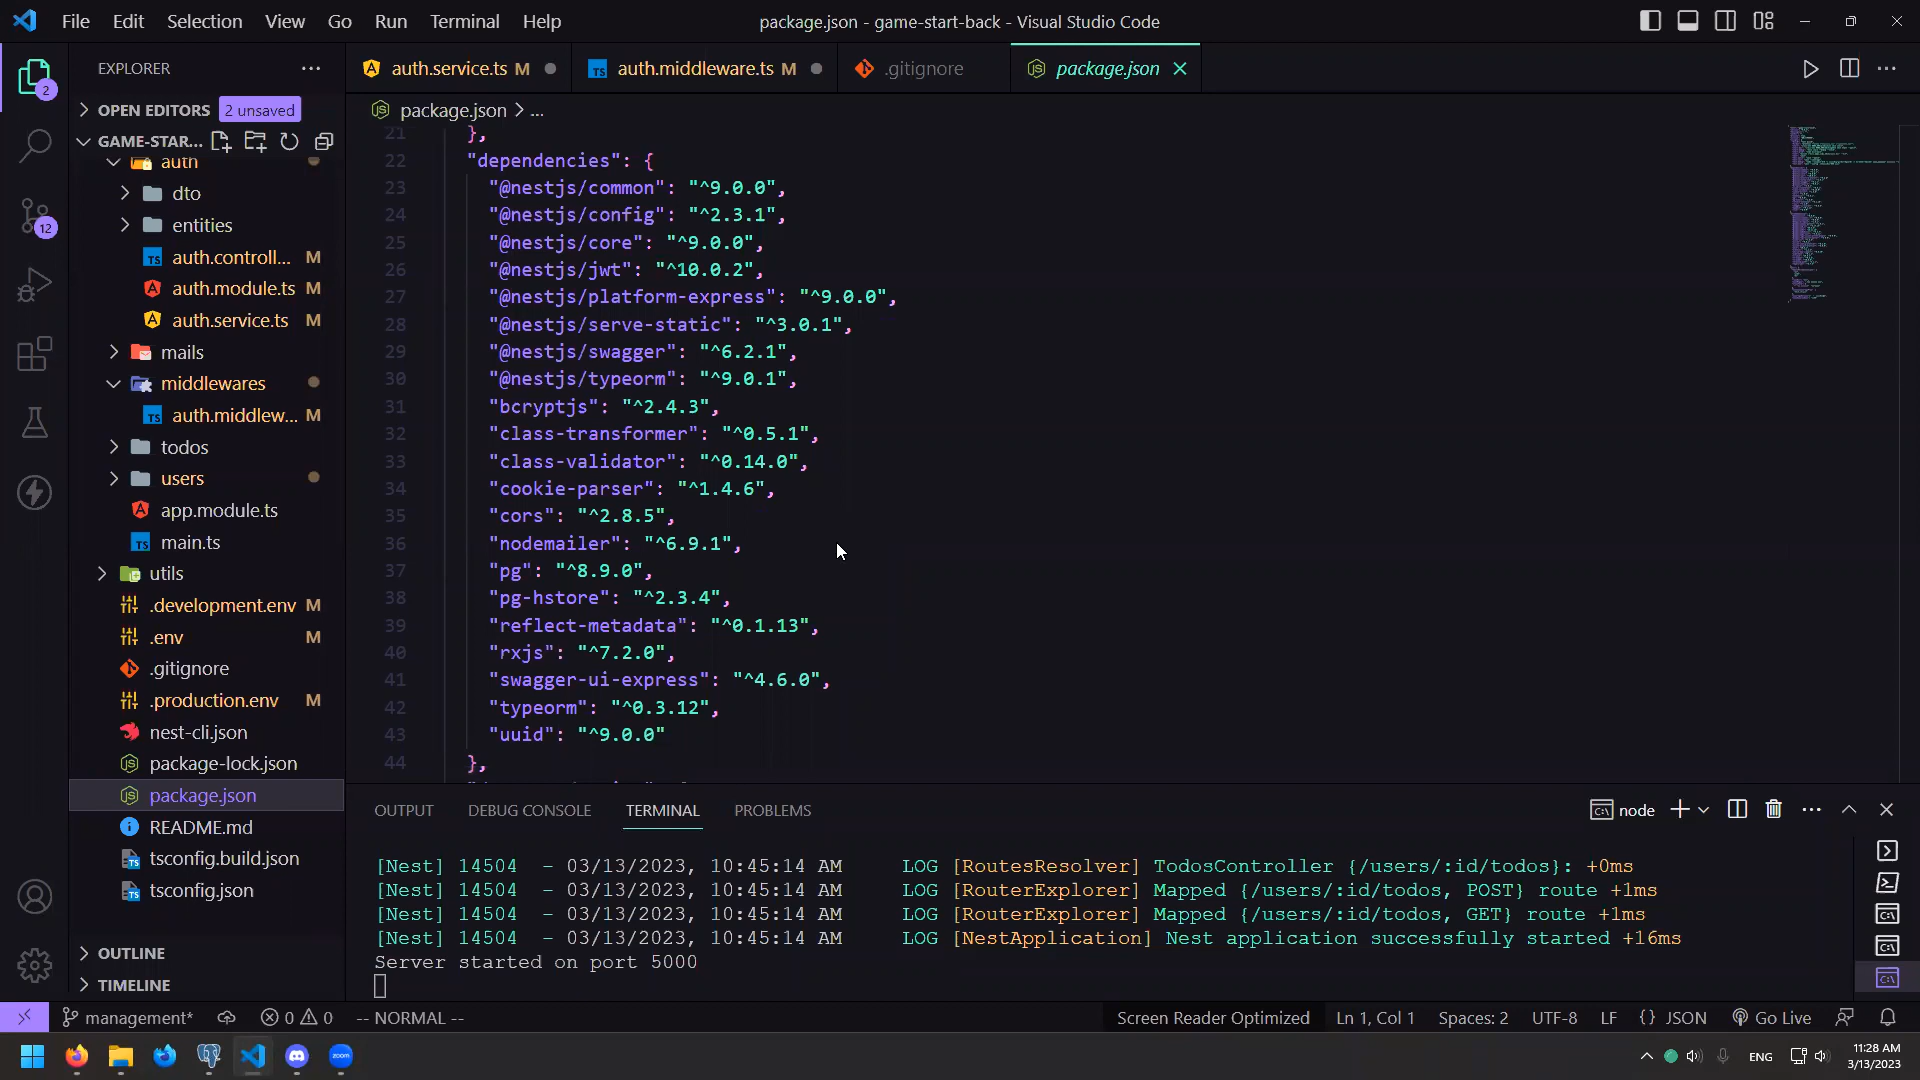 File Edit Selection View Go Run Terminal Help
package.json - game-start-back - Visual Studio Code
EXPLORER
OPEN EDITORS 2 unsaved
GAME-STAR...
auth
dto
entities
auth.controll... M
auth.module.ts M
auth.service.ts M
mails
middlewares
auth.middlew... M
todos
users
app.module.ts
main.ts
utils
.development.env M
.env M
.gitignore
.production.env M
nest-cli.json
package-lock.json
package.json
README.md
tsconfig.build.json
tsconfig.json
OUTLINE
TIMELINE
2
12
auth.service.ts M
auth.middleware.ts M
.gitignore
package.json
package.json > ...
21 },
22 "dependencies": {
23 "@nestjs/common": "^9.0.0",
24 "@nestjs/config": "^2.3.1",
25 "@nestjs/core": "^9.0.0",
26 "@nestjs/jwt": "^10.0.2",
27 "@nestjs/platform-express": "^9.0.0",
28 "@nestjs/serve-static": "^3.0.1",
29 "@nestjs/swagger": "^6.2.1",
30 "@nestjs/typeorm": "^9.0.1",
31 "bcryptjs": "^2.4.3",
32 "class-transformer": "^0.5.1",
33 "class-validator": "^0.14.0",
34 "cookie-parser": "^1.4.6",
35 "cors": "^2.8.5",
36 "nodemailer": "^6.9.1",
37 "pg": "^8.9.0",
38 "pg-hstore": "^2.3.4",
39 "reflect-metadata": "^0.1.13",
40 "rxjs": "^7.2.0",
41 "swagger-ui-express": "^4.6.0",
42 "typeorm": "^0.3.12",
43 "uuid": "^9.0.0"
44 },
OUTPUT DEBUG CONSOLE TERMINAL PROBLEMS
node
[Nest] 14504 - 03/13/2023, 10:45:14 AM LOG [RoutesResolver] TodosController {/users/:id/todos}: +0ms
[Nest] 14504 - 03/13/2023, 10:45:14 AM LOG [RouterExplorer] Mapped {/users/:id/todos, POST} route +1ms
[Nest] 14504 - 03/13/2023, 10:45:14 AM LOG [RouterExplorer] Mapped {/users/:id/todos, GET} route +1ms
[Nest] 14504 - 03/13/2023, 10:45:14 AM LOG [NestApplication] Nest application successfully started +16ms
Server started on port 5000
management* 0 0 -- NORMAL -- Screen Reader Optimized Ln 1, Col 1 Spaces: 2 UTF-8 LF {} JSON Go Live
zoom
ENG
11:28 AM
3/13/2023